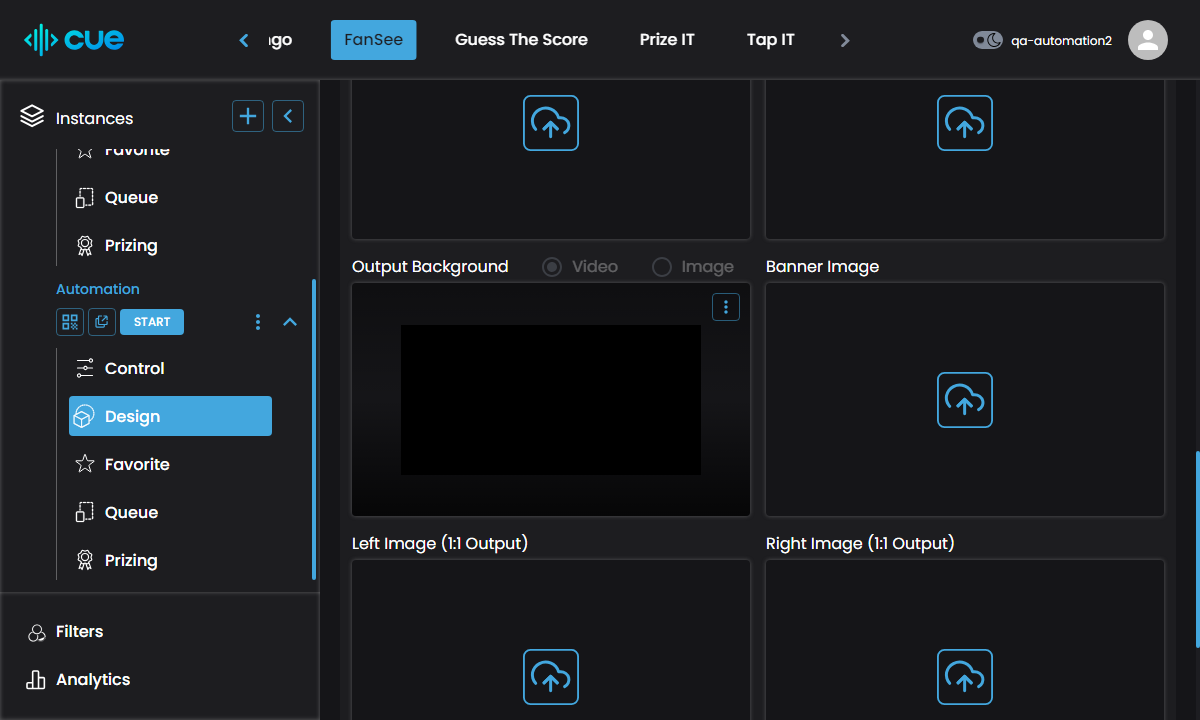 cue
FanSee
Guess The Score
Prize IT
Tap IT
qa-automation2
Instances
Favorite
Queue
Prizing
Automation
START
Control
Design
Favorite
Queue
Prizing
Filters
Analytics
Output Background
Video
Image
Banner Image
Left Image (1:1 Output)
Right Image (1:1 Output)